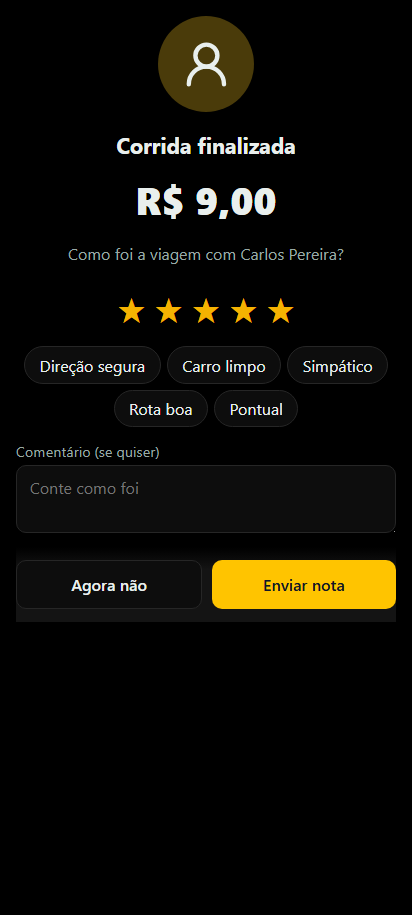 Corrida finalizada
R$ 9,00
Como foi a viagem com Carlos Pereira?
Direção segura
Carro limpo
Simpático
Rota boa
Pontual
Comentário (se quiser)
Conte como foi
Agora não
Enviar nota